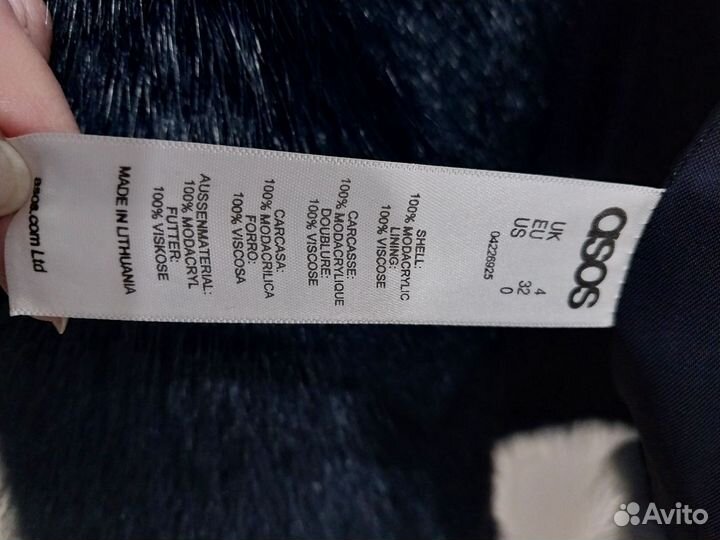 asos
UK 4
EU 32
US 0
04226925
SHELL:
100% MODACRYLIC
LINING:
100% VISCOSE
CARCASSE:
100% MODACRYLIQUE
DOUBLURE:
100% VISCOSE
CARCASA:
100% MODACRILICA
FORRO:
100% VISCOSA
AUSSENMATERIAL:
100% MODACRYL
FUTTER:
100% VISKOSE
MADE IN LITHUANIA
asos.com Ltd
Avito